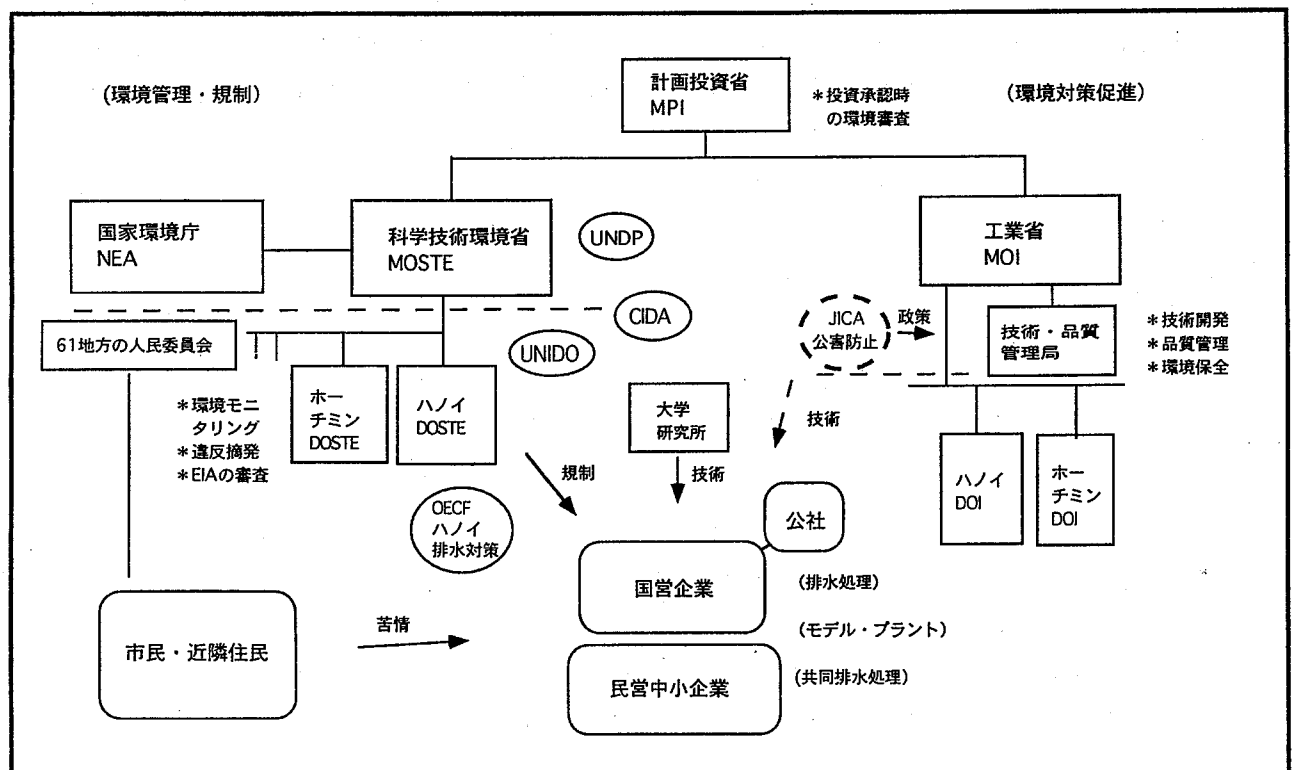 (環境管理・規制)
計画投資省
MPI
＊投資承認時
の環境審査
(環境対策促進)
国家環境庁
NEA
科学技術環境省
MOSTE
UNDP
工業省
MOI
CIDA
JICA
公害防止
政策
技術・品質
管理局
＊技術開発
＊品質管理
＊環境保全
61地方の人民委員会
UNIDO
＊環境モニ
タリング
＊違反摘発
＊EIAの審査
ホー
チミン
DOSTE
ハノイ
DOSTE
大学
研究所
技術
規制
技術
ハノイ
DOI
ホー
チミン
DOI
OECF
ハノイ
排水対策
公社
国営企業
(排水処理)
市民・近隣住民
苦情
(モデル・プラント)
民営中小企業
(共同排水処理)